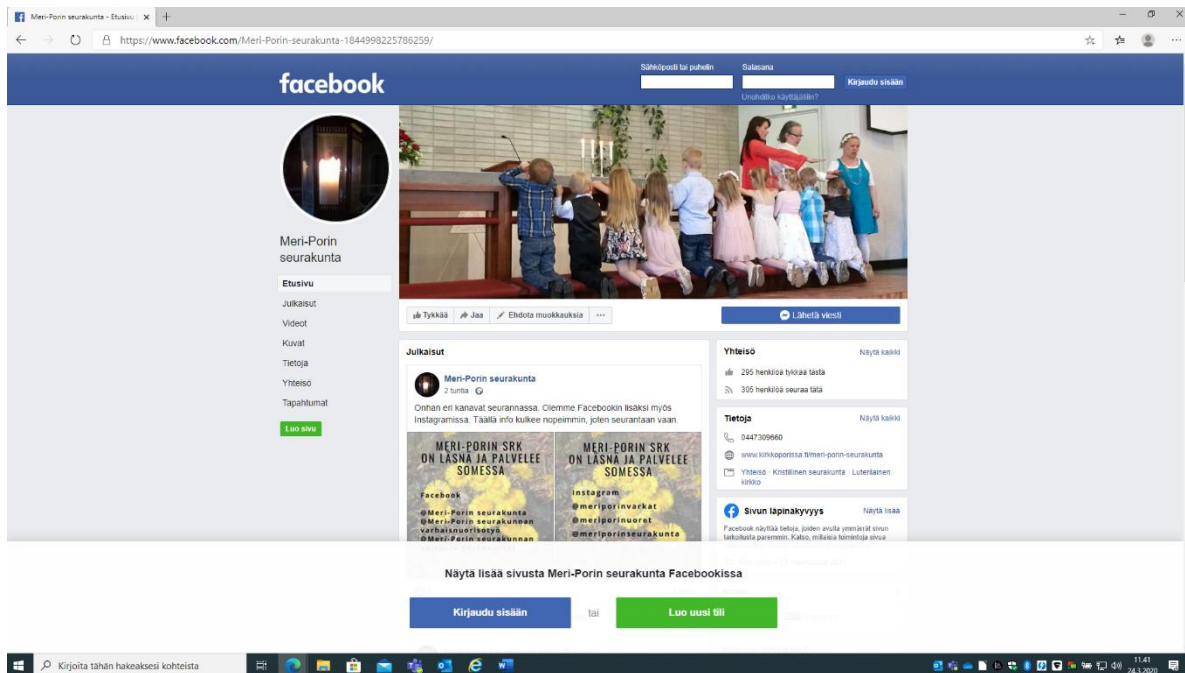 Meri-Porin seurakunta - Etusivu
https://www.facebook.com/Meri-Porin-seurakunta-1844998225786259/
facebook
Sähköposti tai puhelin
Salasana
Kirjaudu sisään
Unohditko käyttäjätilin?
Meri-Porin
seurakunta
Etusivu
Julkaisut
Videot
Kuvat
Tietoja
Yhteisö
Tapahtumat
Luo sivu
Tykkää Jaa Ehdota muokkauksia ...
Lähetä viesti
Julkaisut
Meri-Porin seurakunta
2 tuntia ·
Onhan eri kanavat seurannassa. Olemme Facebookin lisäksi myös
Instagramissa. Täällä info kulkee nopeimmin, joten seurantaan vaan.
MERI-PORIN SRK
ON LÄSNÄ JA PALVELEE
SOMESSA
Facebook
@Meri-Porin seurakunta
@Meri-Porin seurakunnan
varhaisnuorisotyö
@Meri-Porin seurakunnan
MERI-PORIN SRK
ON LÄSNÄ JA PALVELEE
SOMESSA
Instagram
@meriporinvarkat
@meriporinuoret
@meriporinseurakunta
Yhteisö Näytä kaikki
295 henkilöä tykkää tästä
305 henkilöä seuraa tätä
Tietoja Näytä kaikki
0447309660
www.kirkkoporissa.fi/meri-porin-seurakunta
Yhteisö · Kristillinen seurakunta · Luterilainen
kirkko
Sivun läpinäkyvyys Näytä lisää
Facebook näyttää tietoja, joiden avulla ymmärrät sivun
tarkoitusta paremmin. Katso, millaisia toimintoja sivua
Näytä lisää sivusta Meri-Porin seurakunta Facebookissa
Kirjaudu sisään tai Luo uusi tili
Kirjoita tähän hakeaksesi kohteista
11.41
24.3.2020